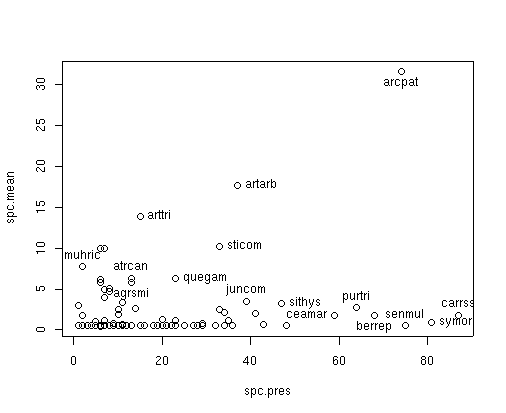 spc.mean
30
25
20
15
10
5
0
arcpat
artarb
arttri
sticom
muhric
atrcan
quegam
agrsmi
juncom
sithys
purtri
carss
ceamar
senmul
berrep
symor
0 20 40 60 80
spc.pres